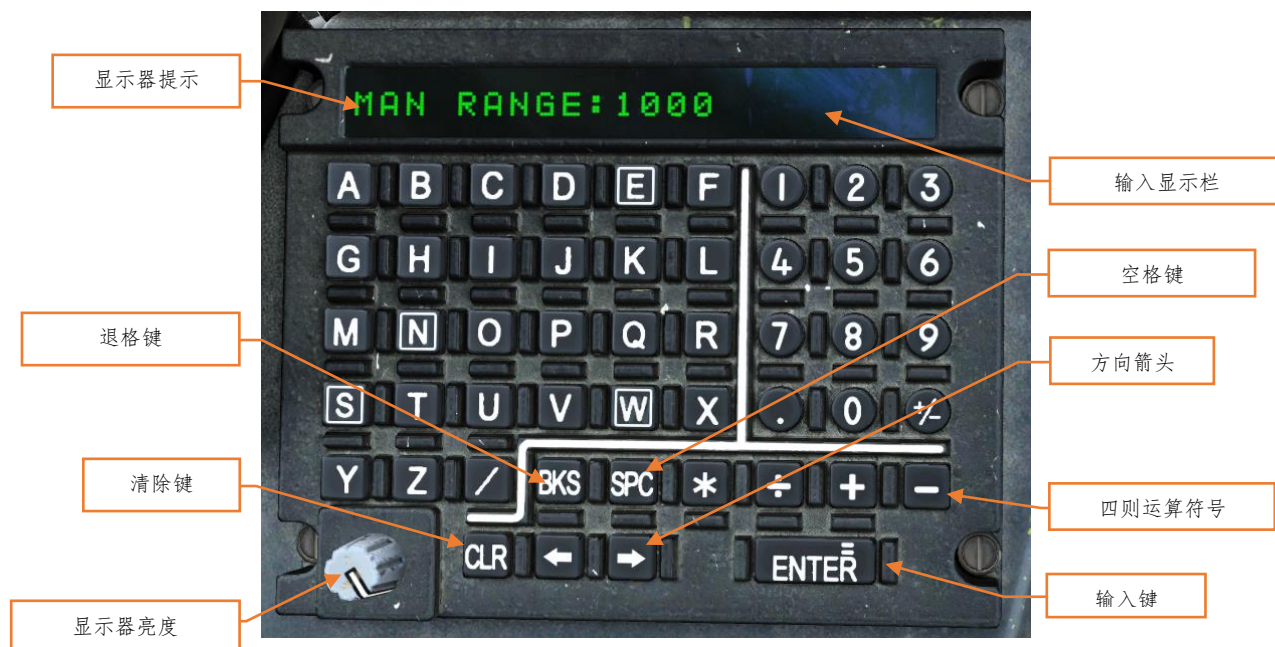 显示器提示
MAN RANGE:1000
输入显示栏
A B C D E F 1 2 3
空格键
G H I J K L 4 5 6
退格键
M N O P Q R 7 8 9
方向箭头
S T U V W X . 0 +/-
清除键
Y Z / BKS SPC * ÷ + -
四则运算符号
CLR ← → ENTER =
输入键
显示器亮度